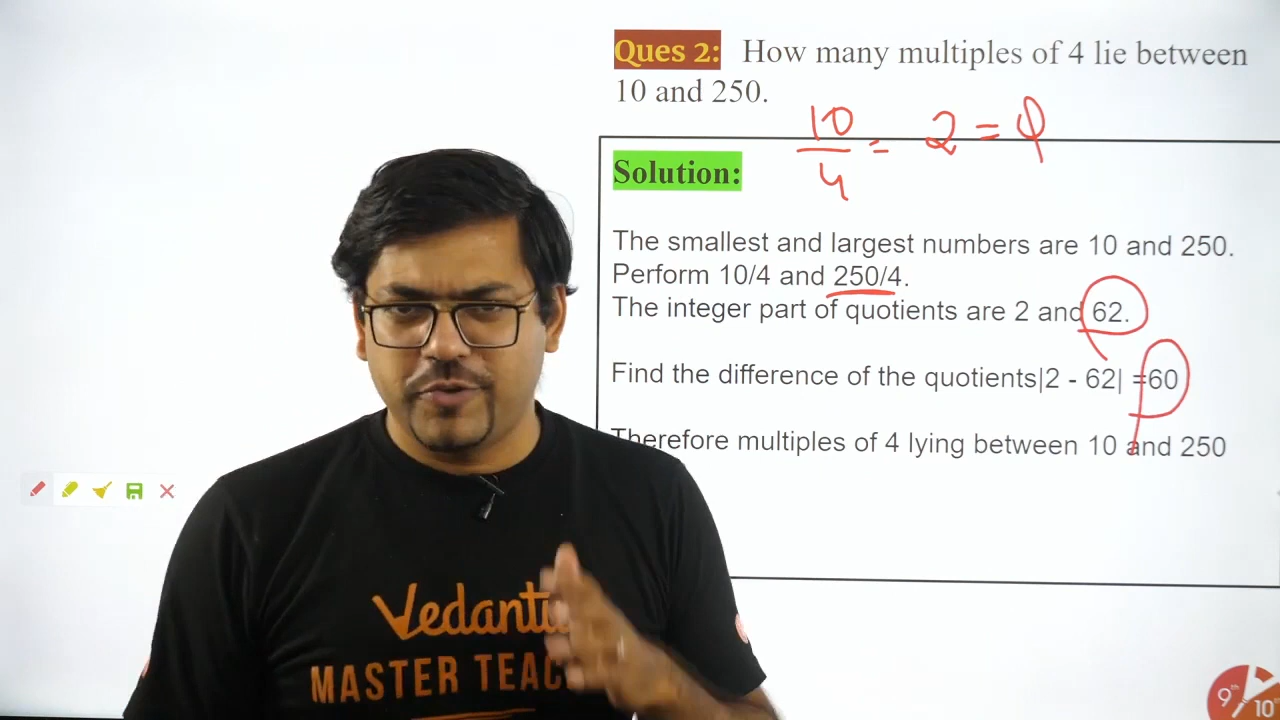 Ques 2: How many multiples of 4 lie between
10 and 250.
10/4 = 2 = Q
Solution:
The smallest and largest numbers are 10 and 250.
Perform 10/4 and 250/4.
The integer part of quotients are 2 and 62.
Find the difference of the quotients|2 - 62| =60
Therefore multiples of 4 lying between 10 and 250
Vedantu
MASTER TEAC
9th
10